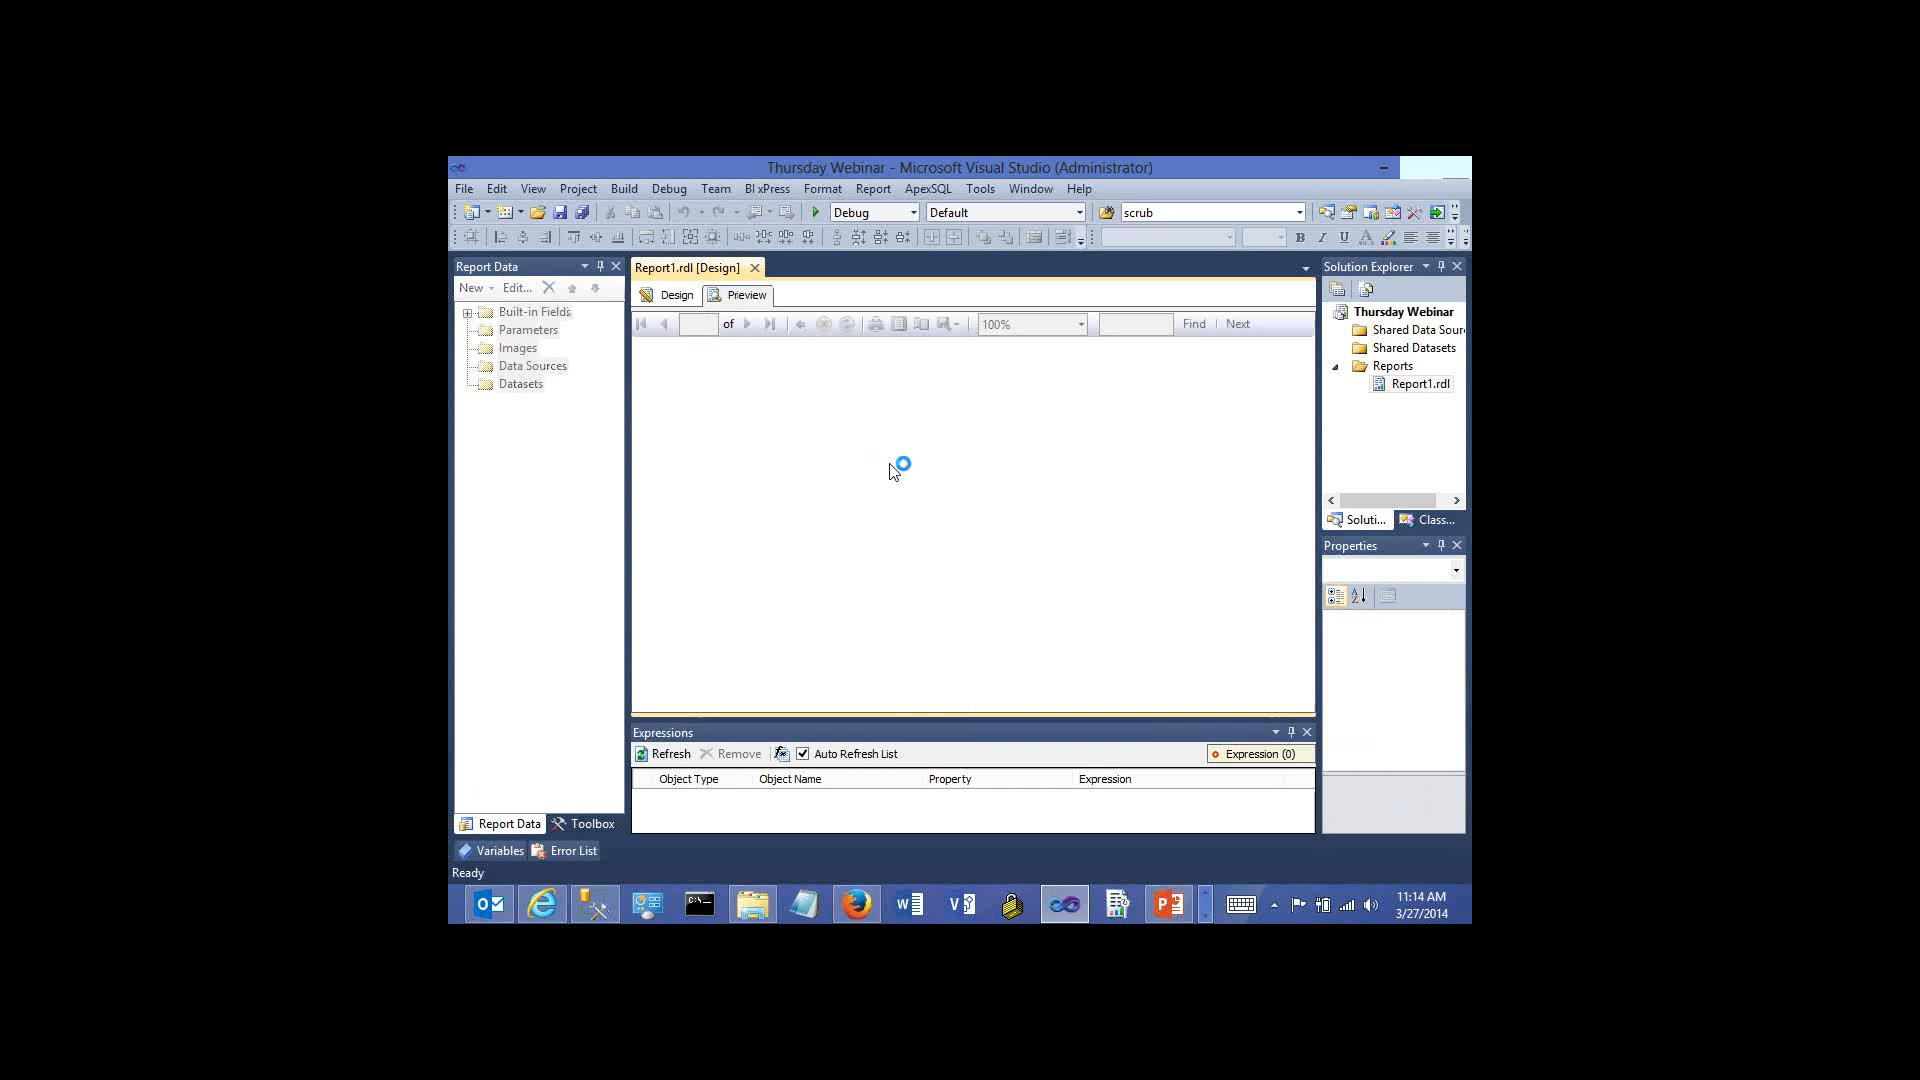 Thursday Webinar - Microsoft Visual Studio (Administrator)
File Edit View Project Build Debug Team BI xPress Format Report ApexSQL Tools Window Help
Debug Default scrub
B I U A
Report Data
New Edit...
Built-in Fields
Parameters
Images
Data Sources
Datasets
Report Data Toolbox
Report1.rdl [Design]
Design Preview
of 100% Find | Next
Expressions
Refresh Remove Auto Refresh List Expression (0)
Object Type Object Name Property Expression
Solution Explorer
Thursday Webinar
Shared Data Sour
Shared Datasets
Reports
Report1.rdl
Soluti... Class...
Properties
Variables Error List
Ready
11:14 AM
3/27/2014